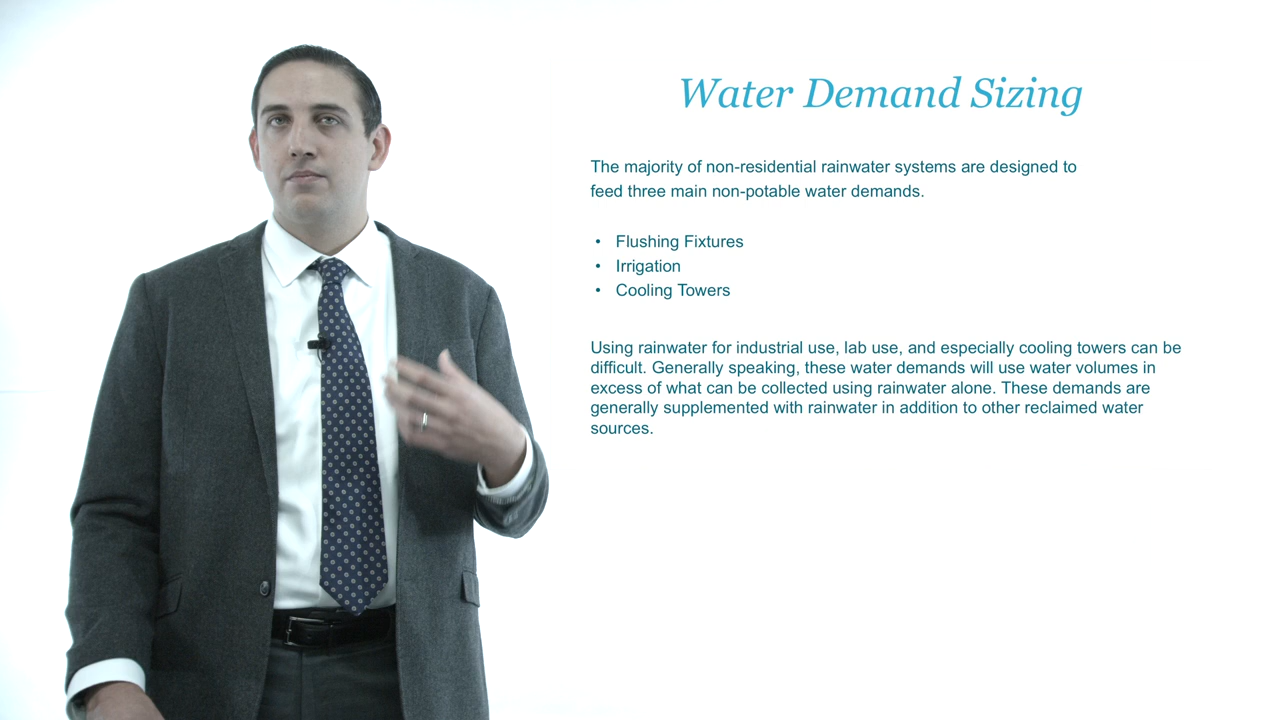 Water Demand Sizing
The majority of non-residential rainwater systems are designed to
feed three main non-potable water demands.
• Flushing Fixtures
• Irrigation
• Cooling Towers
Using rainwater for industrial use, lab use, and especially cooling towers can be
difficult. Generally speaking, these water demands will use water volumes in
excess of what can be collected using rainwater alone. These demands are
generally supplemented with rainwater in addition to other reclaimed water
sources.